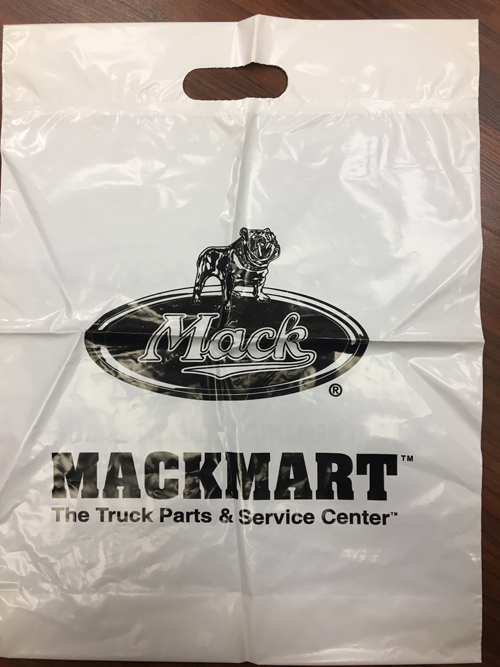 Mack
®
MACKMART™
The Truck Parts & Service Center™